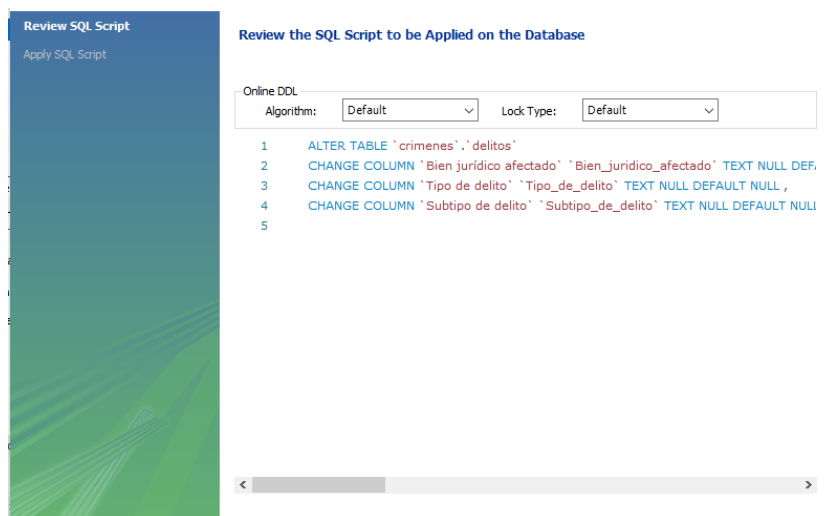 Review SQL Script
Apply SQL Script
Review the SQL Script to be Applied on the Database
Online DDL
Algorithm: Default Lock Type: Default
1 ALTER TABLE `crimenes`.`delitos`
2 CHANGE COLUMN `Bien jurídico afectado` `Bien_juridico_afectado` TEXT NULL
3 CHANGE COLUMN `Tipo de delito` `Tipo_de_delito` TEXT NULL DEFAULT NULL ,
4 CHANGE COLUMN `Subtipo de delito` `Subtipo_de_delito` TEXT NULL DEFAULT NULL
5